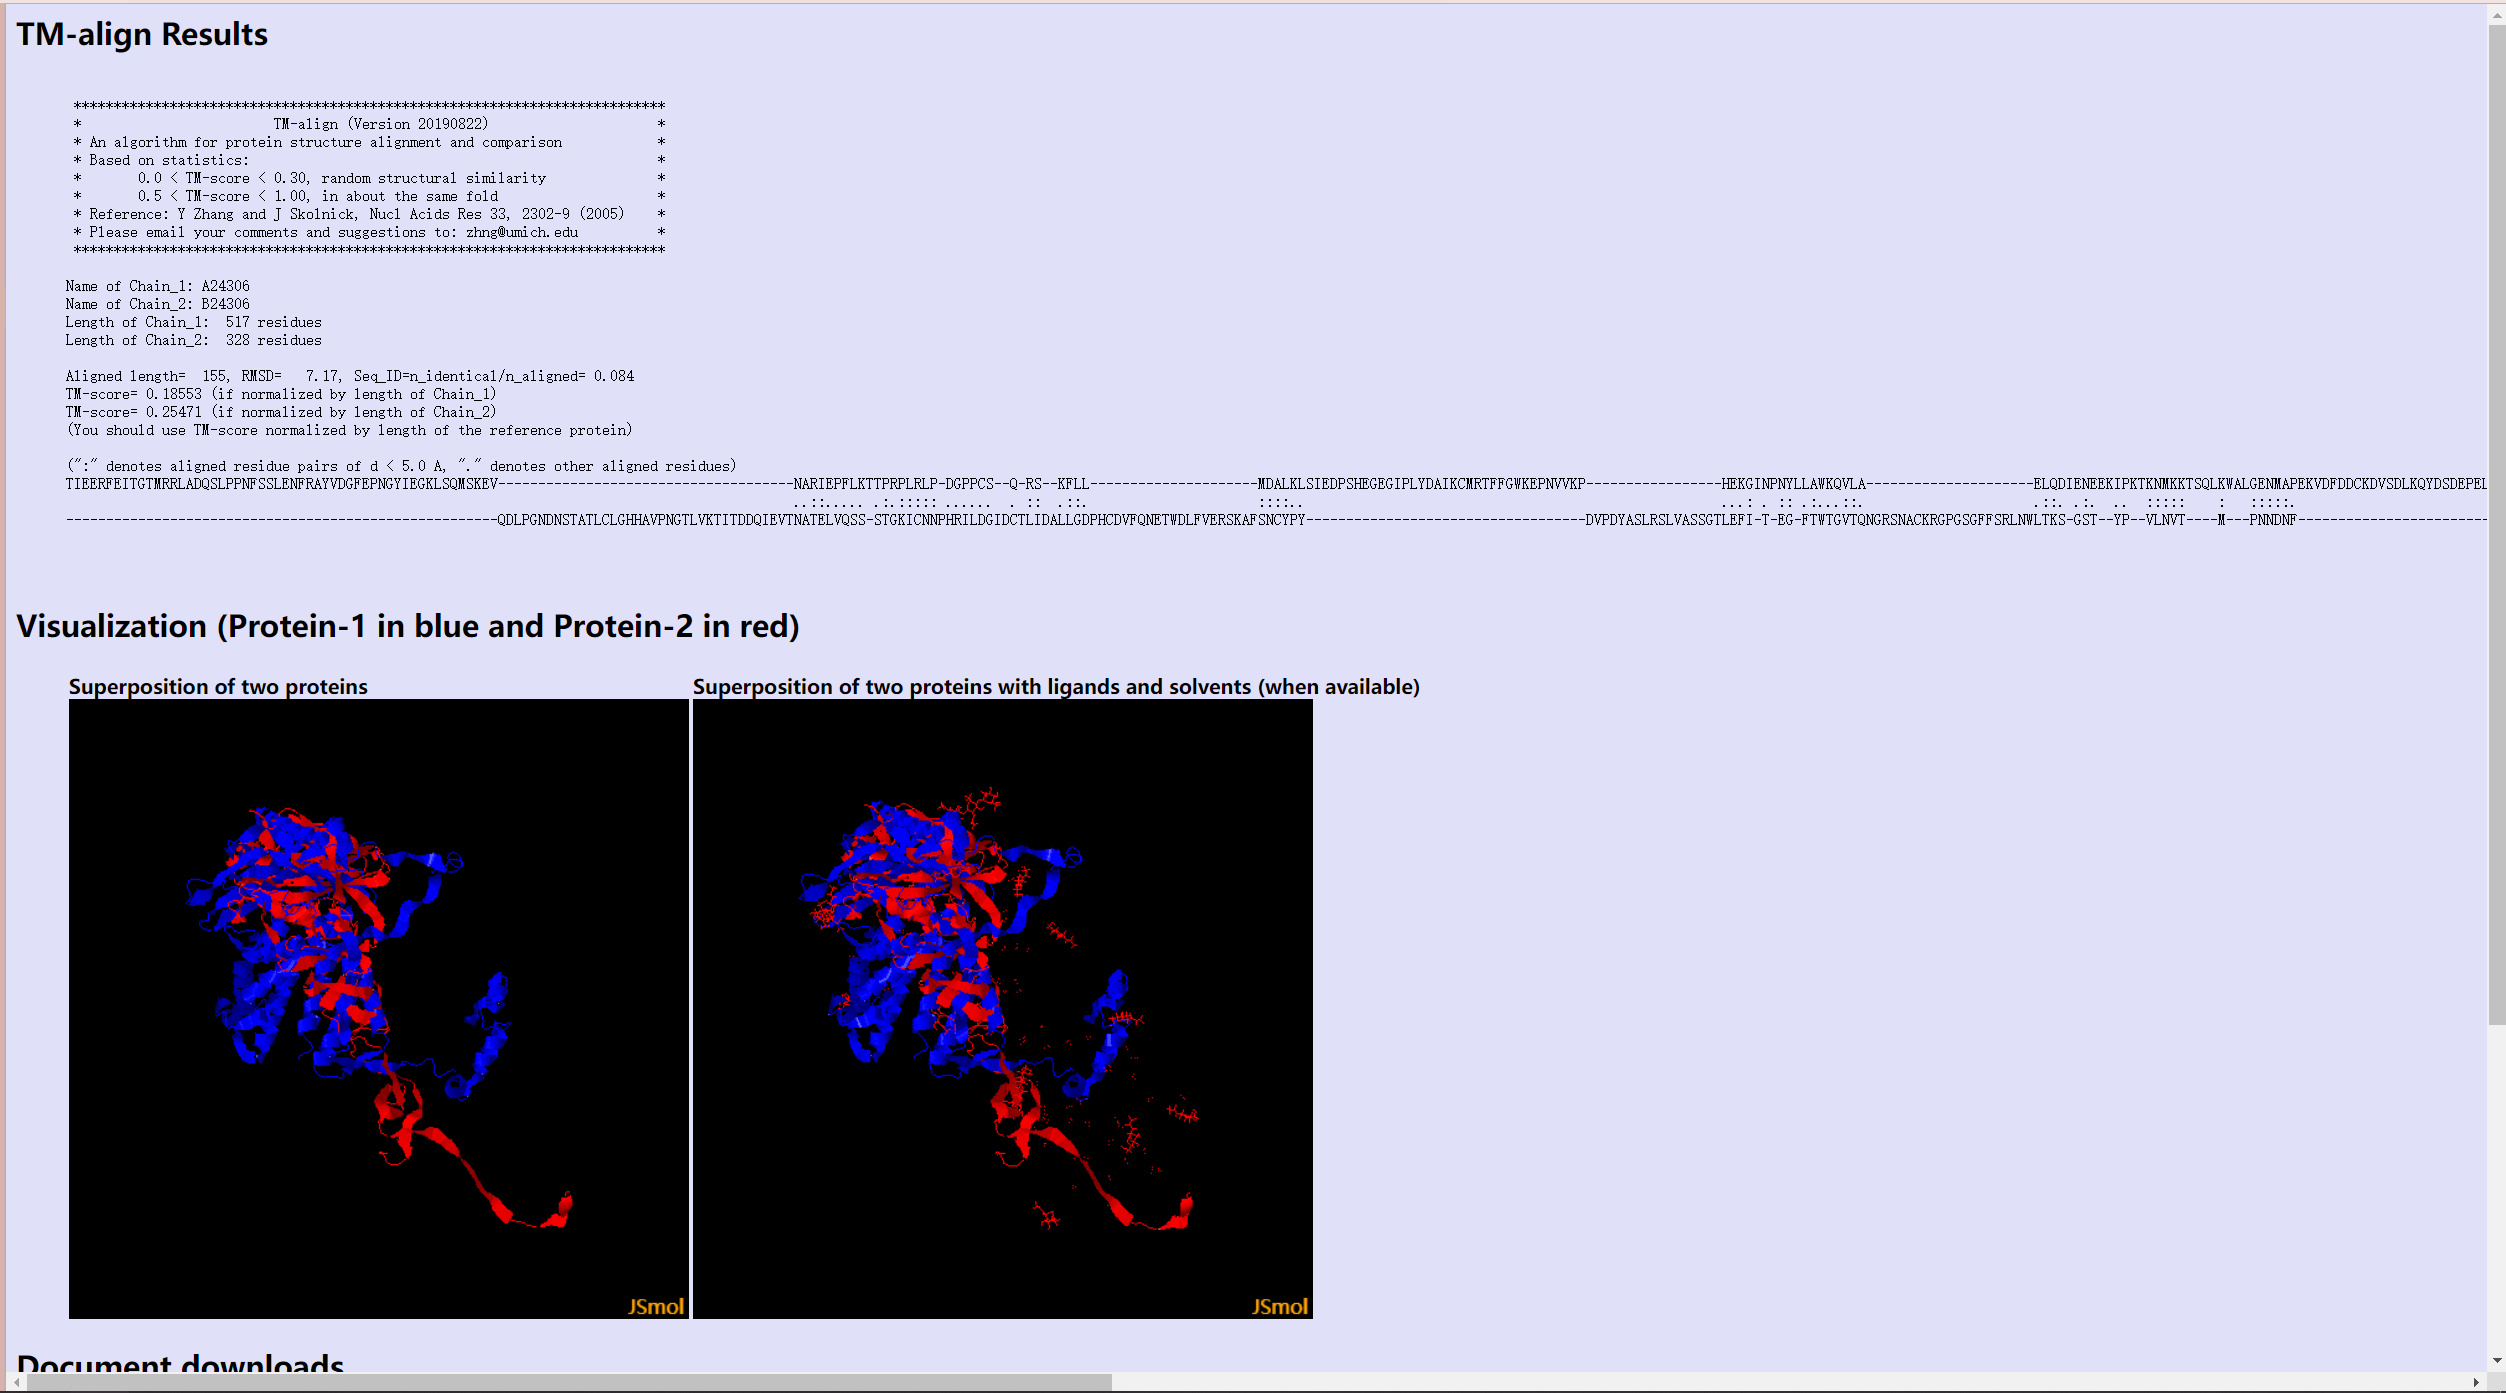 TM-align Results
**************************************************************************
* TM-align (Version 20190822) *
* An algorithm for protein structure alignment and comparison *
* Based on statistics: *
* 0.0 < TM-score < 0.30, random structural similarity *
* 0.5 < TM-score < 1.00, in about the same fold *
* Reference: Y Zhang and J Skolnick, Nucl Acids Res 33, 2302-9 (2005) *
* Please email your comments and suggestions to: zhng@umich.edu *
**************************************************************************
Name of Chain_1: A24306
Name of Chain_2: B24306
Length of Chain_1: 517 residues
Length of Chain_2: 328 residues
Aligned length= 155, RMSD= 7.17, Seq_ID=n_identical/n_aligned= 0.084
TM-score= 0.18553 (if normalized by length of Chain_1)
TM-score= 0.25471 (if normalized by length of Chain_2)
(You should use TM-score normalized by length of the reference protein)
(":" denotes aligned residue pairs of d < 5.0 A, "." denotes other aligned residues)
TIEERFEITGTMRRLADQSLPPNFSSLENFRAYVDGFEPNGYIEGKLSQMSKEV-------------------------------------NARIEPFLKTTPRPLRLP-DGPPCS--Q-RS--KFLL---------------------MDALKLSIEDPSHEGEGIPLYDAIKCMRTFFGWKEPNVVKP-----------------HEKGINPNYLLAWKQVLA---------------------ELQDIENEEKIPKTKNMKKTSQLKWALGENMAPEKVDFDDCKDVSDLKQYDSDEPEL
..::..... .:.::::: ...... . :: .::. ::::.. ...: . :: .:...::. .::. .:. .. ::::: : :::::.
------------------------------------------------------QDLPGNDNSTATLCLGHHAVPNGTLVKTITDDQIEVTNATELVQSS-STGKICNNPHRILDGIDCTLIDALLGDPHCDVFQNETWDLFVERSKAFSNCYPY-----------------------------------DVPDYASLRSLVASSGTLEFI-T-EG-FTWTGVTQNGRSNACKRGPGSGFFSRLNWLTKS-GST--YP--VLNVT----M---PNNDNF------------------------
Visualization (Protein-1 in blue and Protein-2 in red)
Superposition of two proteins
Superposition of two proteins with ligands and solvents (when available)
JSmol
JSmol
Document downloads